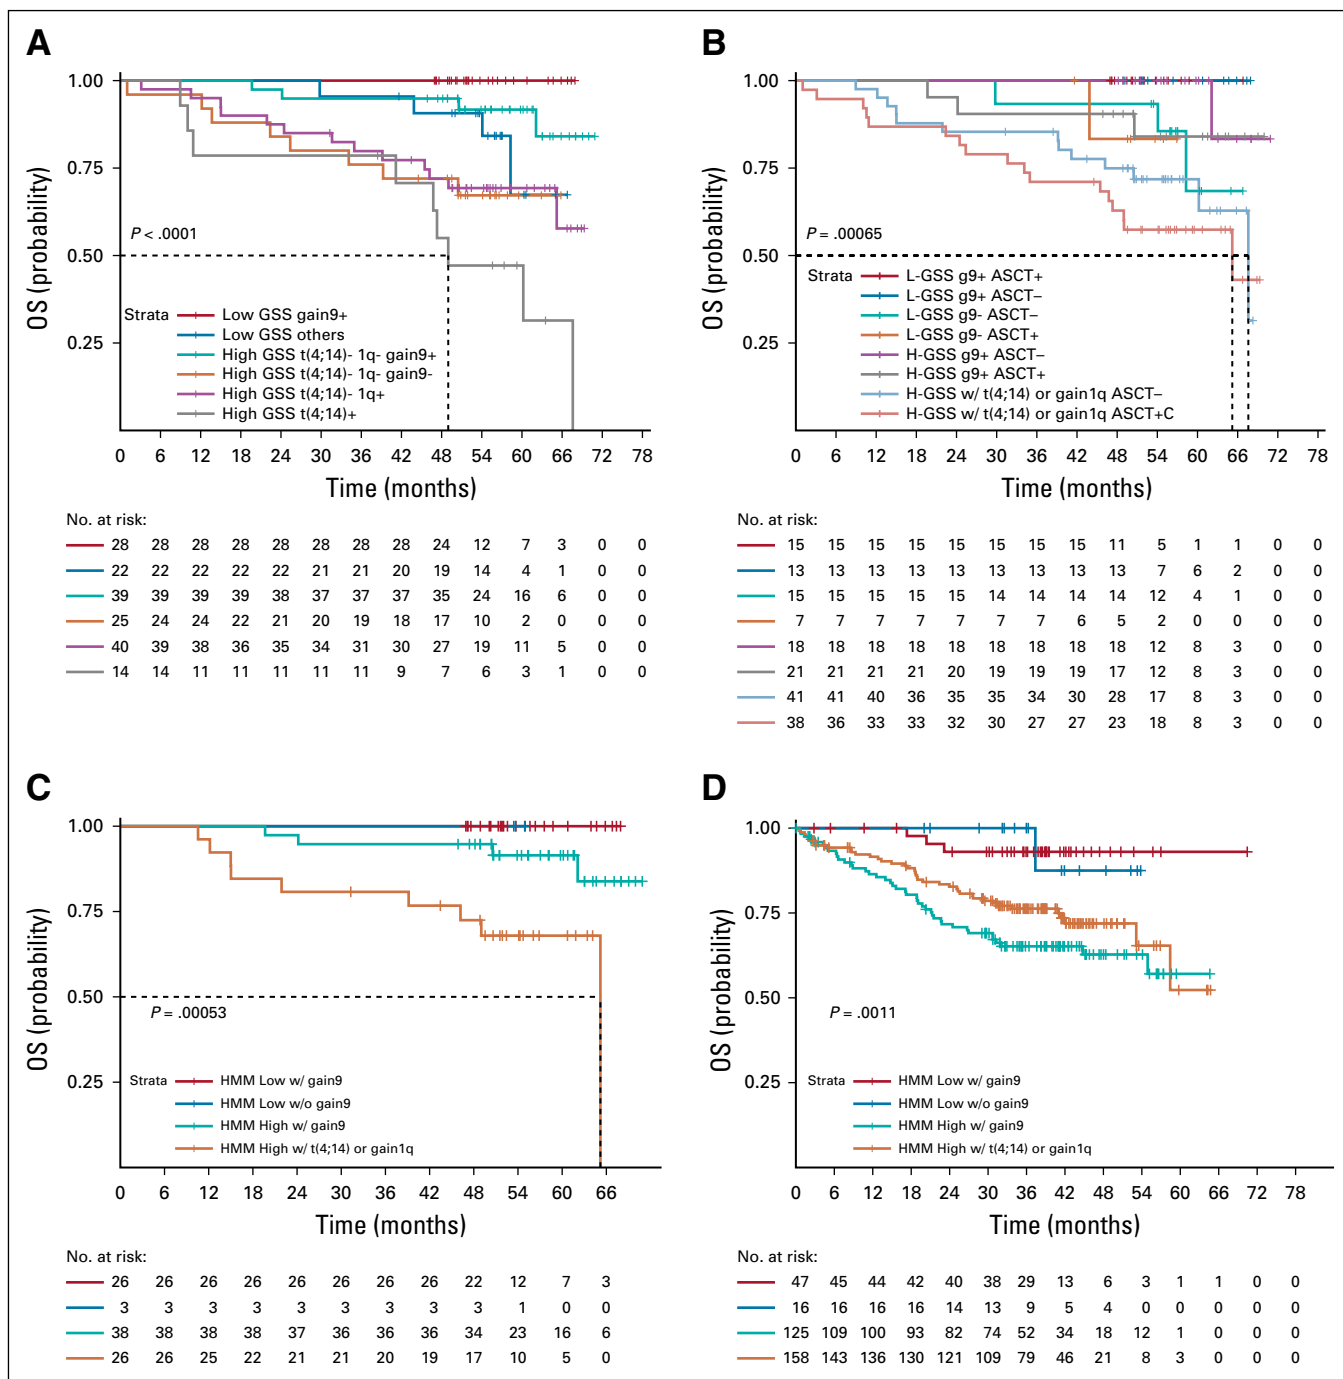 A
1.00
0.75
0.50
0.25
OS (probability)
P < .0001
Strata
Low GSS gain9+
Low GSS others
High GSS t(4;14)- 1q- gain9+
High GSS t(4;14)- 1q- gain9-
High GSS t(4;14)- 1q+
High GSS t(4;14)+
0 6 12 18 24 30 36 42 48 54 60 66 72 78
Time (months)
No. at risk:
28 28 28 28 28 28 28 28 24 12 7 3 0 0
22 22 22 22 22 21 21 20 19 14 4 1 0 0
39 39 39 39 38 37 37 37 35 24 16 6 0 0
25 24 24 22 21 20 19 18 17 10 2 0 0 0
40 39 38 36 35 34 31 30 27 19 11 5 0 0
14 14 11 11 11 11 11 9 7 6 3 1 0 0
B
1.00
0.75
0.50
0.25
OS (probability)
P = .00065
Strata
L-GSS g9+ ASCT+
L-GSS g9+ ASCT–
L-GSS g9- ASCT–
L-GSS g9- ASCT+
H-GSS g9+ ASCT–
H-GSS g9+ ASCT+
H-GSS w/ t(4;14) or gain1q ASCT–
H-GSS w/ t(4;14) or gain1q ASCT+C
0 6 12 18 24 30 36 42 48 54 60 66 72 78
Time (months)
No. at risk:
15 15 15 15 15 15 15 15 11 5 1 1 0 0
13 13 13 13 13 13 13 13 13 7 6 2 0 0
15 15 15 15 15 14 14 14 14 12 4 1 0 0
7 7 7 7 7 7 7 6 5 2 0 0 0 0
18 18 18 18 18 18 18 18 18 12 8 3 0 0
21 21 21 21 20 19 19 19 17 12 8 3 0 0
41 41 40 36 35 35 34 30 28 17 8 3 0 0
38 36 33 33 32 30 27 27 23 18 8 3 0 0
C
1.00
0.75
0.50
0.25
OS (probability)
P = .00053
Strata
HMM Low w/ gain9
HMM Low w/o gain9
HMM High w/ gain9
HMM High w/ t(4;14) or gain1q
0 6 12 18 24 30 36 42 48 54 60 66
Time (months)
No. at risk:
26 26 26 26 26 26 26 26 22 12 7 3
3 3 3 3 3 3 3 3 3 1 0 0
38 38 38 38 37 36 36 36 34 23 16 6
26 26 25 22 21 21 20 19 17 10 5 0
D
1.00
0.75
0.50
0.25
OS (probability)
P = .0011
Strata
HMM Low w/ gain9
HMM Low w/o gain9
HMM High w/ gain9
HMM High w/ t(4;14) or gain1q
0 6 12 18 24 30 36 42 48 54 60 66 72 78
Time (months)
No. at risk:
47 45 44 42 40 38 29 13 6 3 1 1 0 0
16 16 16 16 14 13 9 5 4 0 0 0 0 0
125 109 100 93 82 74 52 34 18 12 1 0 0 0
158 143 136 130 121 109 79 46 21 8 3 0 0 0